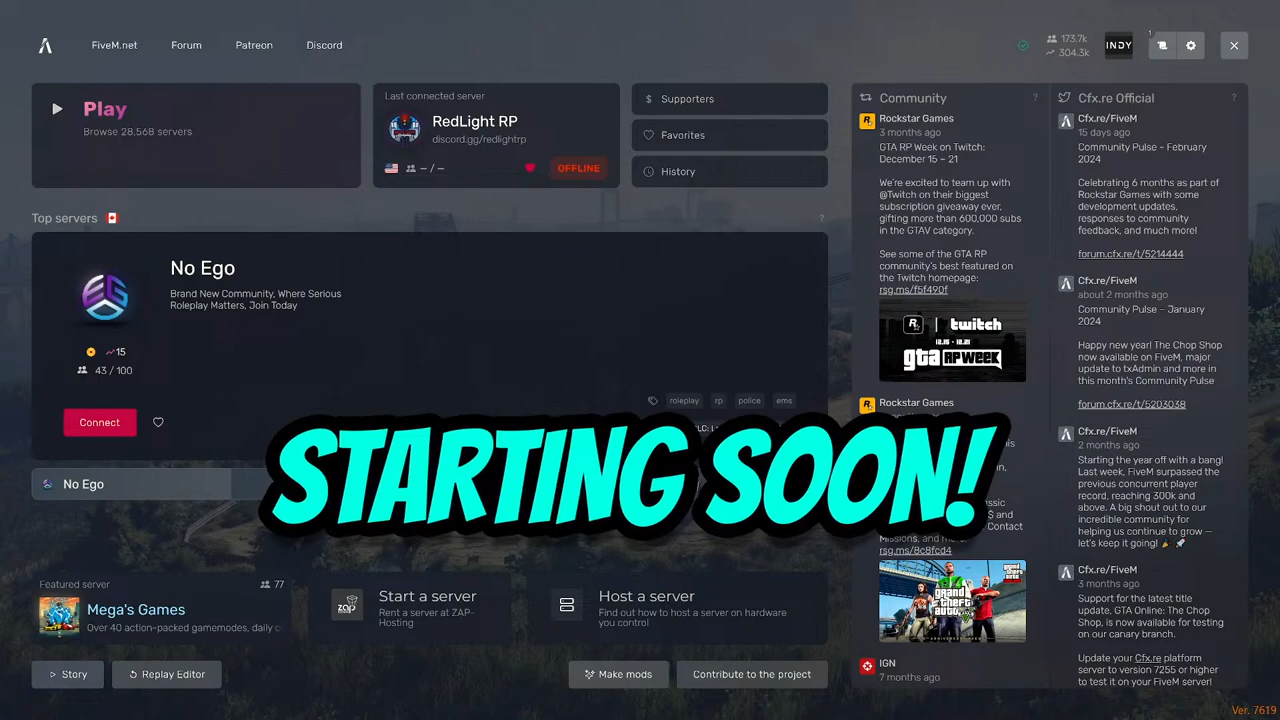 FiveM.net
Forum
Patreon
Discord
173.7k
304.3k
INDY
1
Play
Browse 28,568 servers
Last connected server
RedLight RP
discord.gg/redlightrp
– / –
OFFLINE
$ Supporters
Favorites
History
Top servers
?
No Ego
Brand New Community, Where Serious
Roleplay Matters, Join Today
15
43 / 100
roleplay
rp
police
ems
Connect
No Ego
STARTING SOON!
Featured server
77
Mega's Games
Over 40 action-packed gamemodes, daily c
ZAP
Start a server
Rent a server at ZAP-
Hosting
Host a server
Find out how to host a server on hardware
you control
Story
Replay Editor
Make mods
Contribute to the project
Community
?
Rockstar Games
3 months ago
GTA RP Week on Twitch:
December 15 – 21
We're excited to team up with
@Twitch on their biggest
subscription giveaway ever,
gifting more than 600,000 subs
in the GTAV category.
See some of the GTA RP
community's best featured on
the Twitch homepage:
rsg.ms/f5f490f
R
twitch
12.15 - 12.21
gta RP WEEK
Rockstar Games
Missions, and more:
rsg.ms/8c8fcd4
grand
theft
auto
IGN
7 months ago
Cfx.re Official
?
Cfx.re/FiveM
15 days ago
Community Pulse – February
2024
Celebrating 6 months as part of
Rockstar Games with some
development updates,
responses to community
feedback, and much more!
forum.cfx.re/t/5214444
Cfx.re/FiveM
about 2 months ago
Community Pulse – January
2024
Happy new year! The Chop Shop
now available on FiveM, major
update to txAdmin and more in
this month's Community Pulse
forum.cfx.re/t/5203038
Cfx.re/FiveM
2 months ago
Starting the year off with a bang!
Last week, FiveM surpassed the
previous concurrent player
record, reaching 300k and
above. A big shout out to our
incredible community for
helping us continue to grow —
let's keep it going!
Cfx.re/FiveM
3 months ago
Support for the latest title
update, GTA Online: The Chop
Shop, is now available for testing
on our canary branch.
Update your Cfx.re platform
server to version 7255 or higher
to test it on your FiveM server!
Ver. 7619